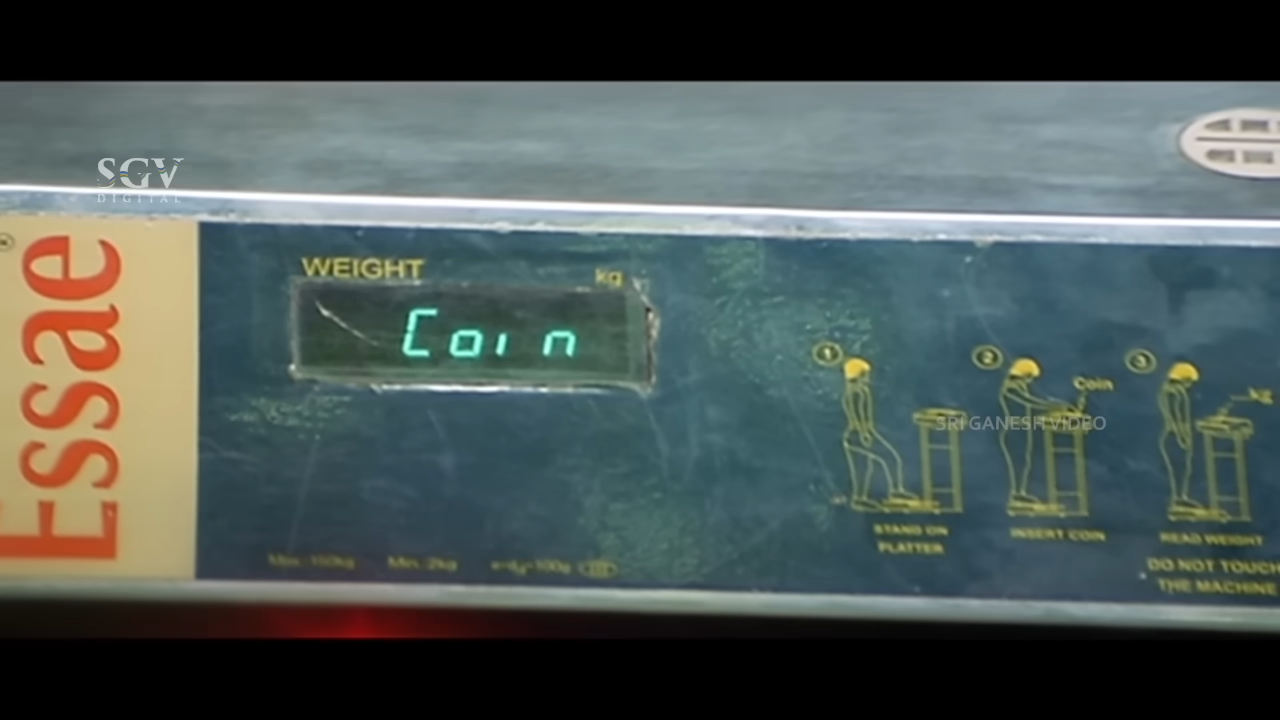 SGV
DIGITAL
Essae
WEIGHT
kg
Coin
1
2
3
Coin
kg
SRI GANESH VIDEO
STAND ON
PLATTER
INSERT COIN
READ WEIGHT
Max. 150kg
Min. 2kg
DO NOT TOUCH
THE MACHINE